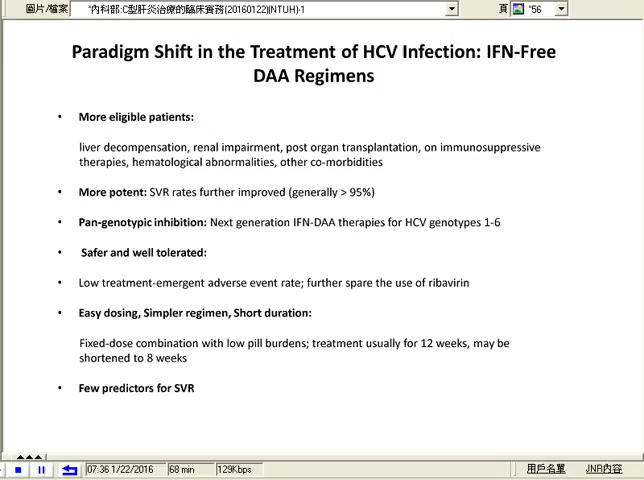 圖片/檔案 "內科部:C型肝炎治療的臨床實務(20160122)(NTUH)-1 頁 "56
Paradigm Shift in the Treatment of HCV Infection: IFN-Free
DAA Regimens
• More eligible patients:
liver decompensation, renal impairment, post organ transplantation, on immunosuppressive
therapies, hematological abnormalities, other co-morbidities
• More potent: SVR rates further improved (generally > 95%)
• Pan-genotypic inhibition: Next generation IFN-DAA therapies for HCV genotypes 1-6
• Safer and well tolerated:
• Low treatment-emergent adverse event rate; further spare the use of ribavirin
• Easy dosing, Simpler regimen, Short duration:
Fixed-dose combination with low pill burdens; treatment usually for 12 weeks, may be
shortened to 8 weeks
• Few predictors for SVR
07:36 1/22/2016 68 min 129Kbps 用戶名單 JNR內容